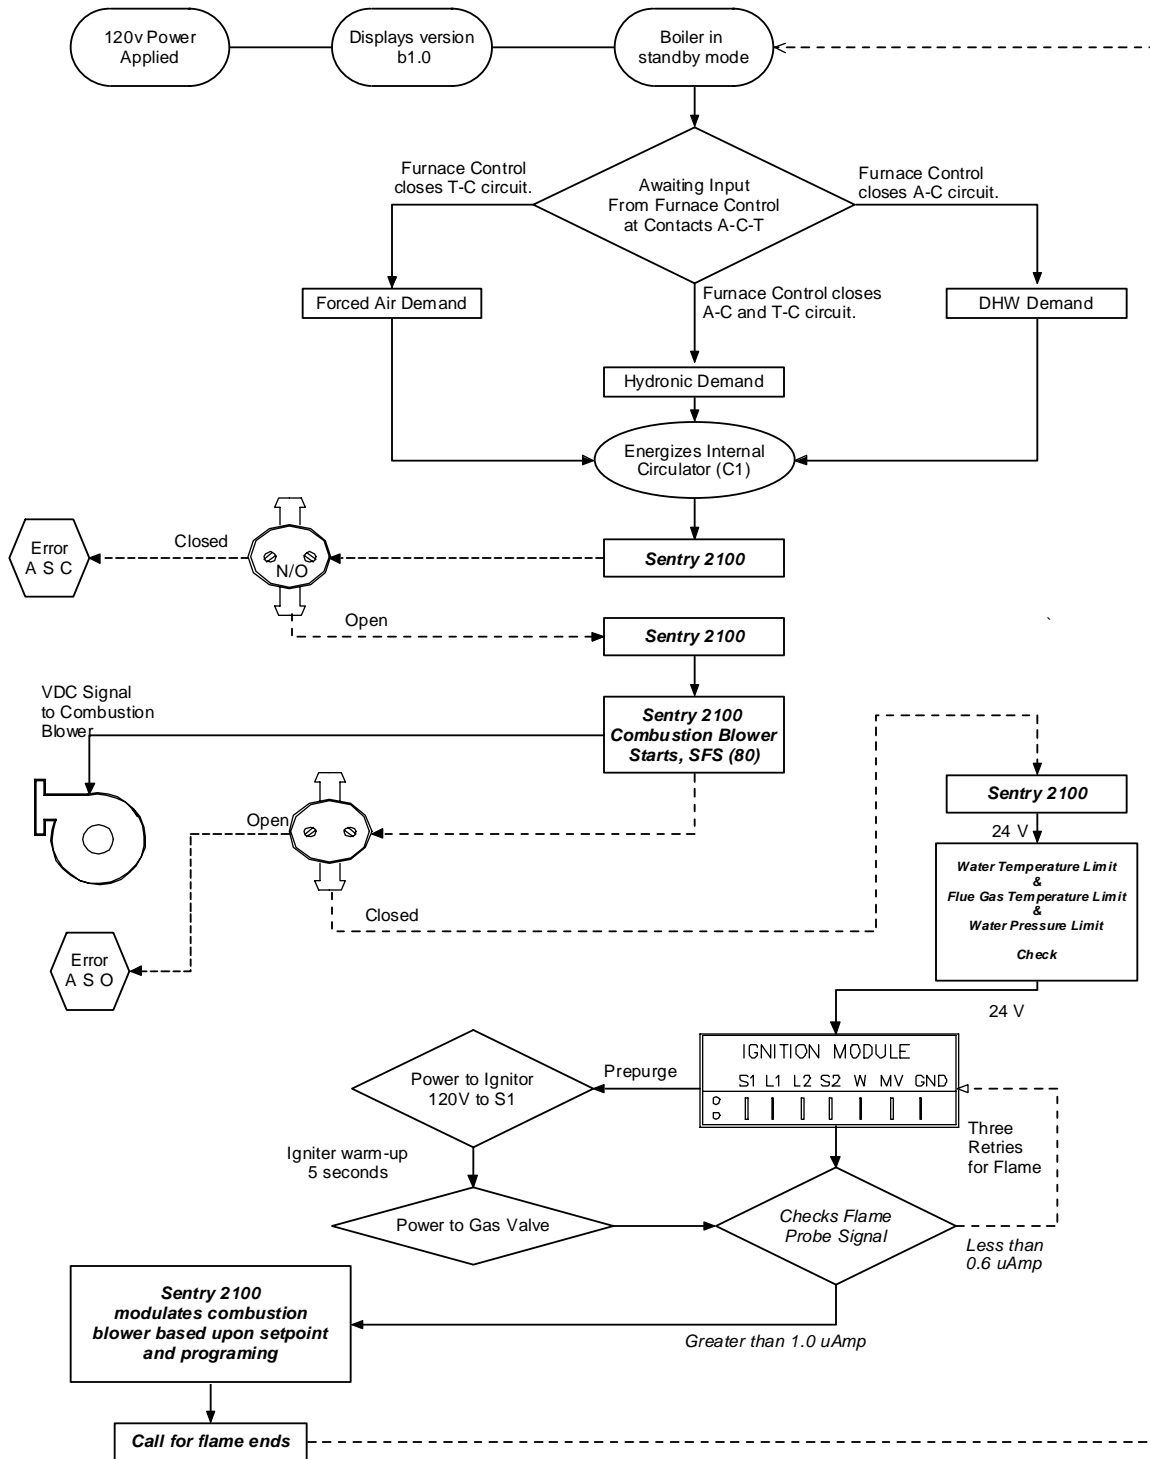 120v Power
Applied
Displays version
b1.0
Boiler in
standby mode
Furnace Control
closes T-C circuit.
Awaiting Input
From Furnace Control
at Contacts A-C-T
Furnace Control
closes A-C circuit.
Forced Air Demand
Furnace Control closes
A-C and T-C circuit.
DHW Demand
Hydronic Demand
Energizes Internal
Circulator (C1)
Error
A S C
Closed
N/O
Sentry 2100
Open
Sentry 2100
`
VDC Signal
to Combustion
Blower
Sentry 2100
Combustion Blower
Starts, SFS (80)
Sentry 2100
Open
24 V
Water Temperature Limit
&
Flue Gas Temperature Limit
&
Water Pressure Limit
Check
Closed
Error
A S O
24 V
IGNITION MODULE
S1 L1 L2 S2 W MV GND
Prepurge
Power to Ignitor
120V to S1
Three
Retries
for Flame
Igniter warm-up
5 seconds
Power to Gas Valve
Checks Flame
Probe Signal
Less than
0.6 uAmp
Sentry 2100
modulates combustion
blower based upon setpoint
and programing
Greater than 1.0 uAmp
Call for flame ends